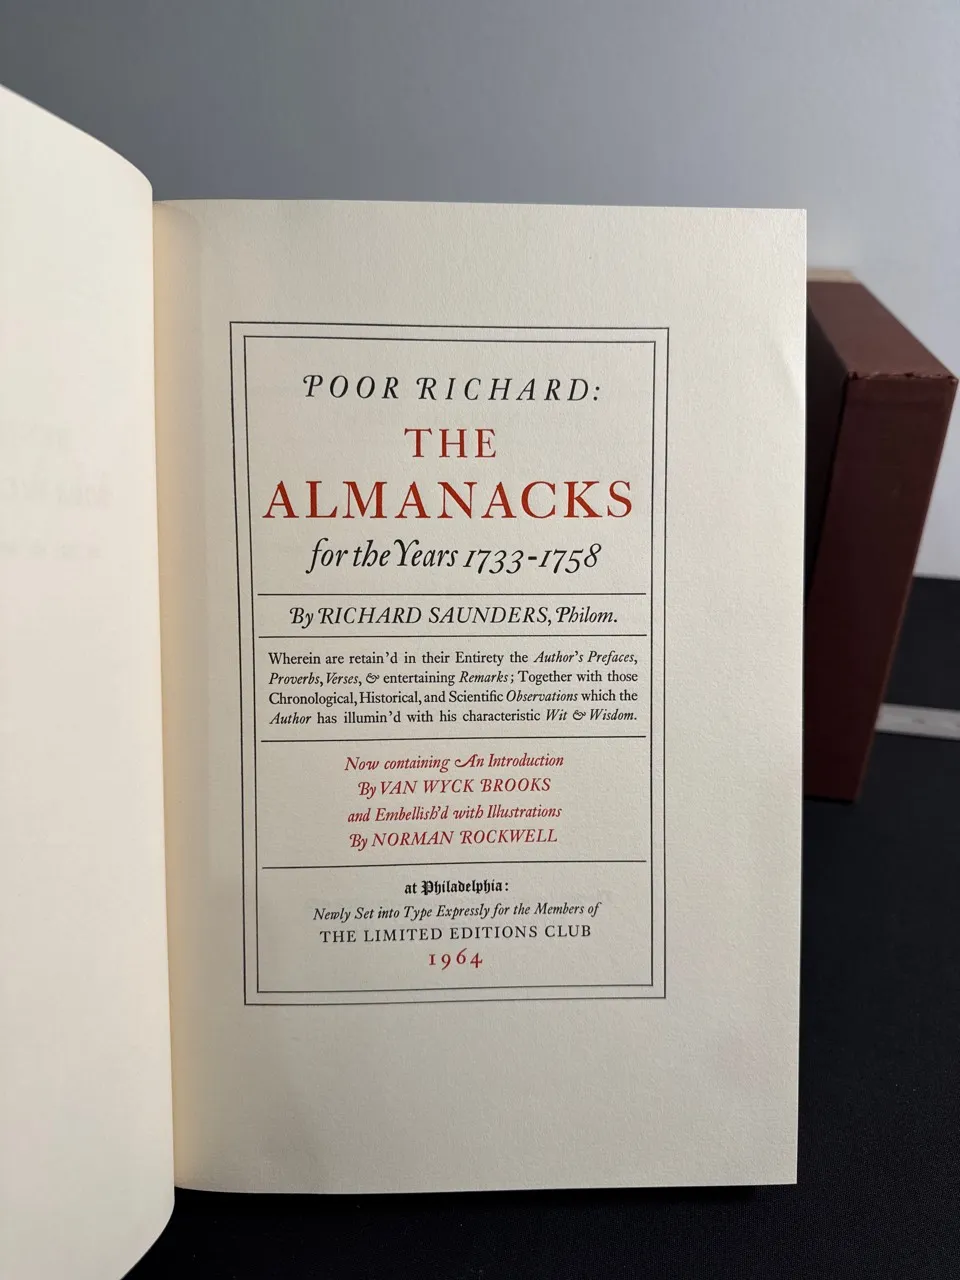 POOR RICHARD:
THE
ALMANACKS
for the Years 1733-1758
By RICHARD SAUNDERS, Philom.
Wherein are retain'd in their Entirety the Author's Prefaces,
Proverbs, Verses, & entertaining Remarks; Together with those
Chronological, Historical, and Scientific Observations which the
Author has illumin'd with his characteristic Wit & Wisdom.
Now containing An Introduction
By VAN WYCK BROOKS
and Embellish'd with Illustrations
By NORMAN ROCKWELL
at Philadelphia:
Newly Set into Type Expressly for the Members of
THE LIMITED EDITIONS CLUB
1964